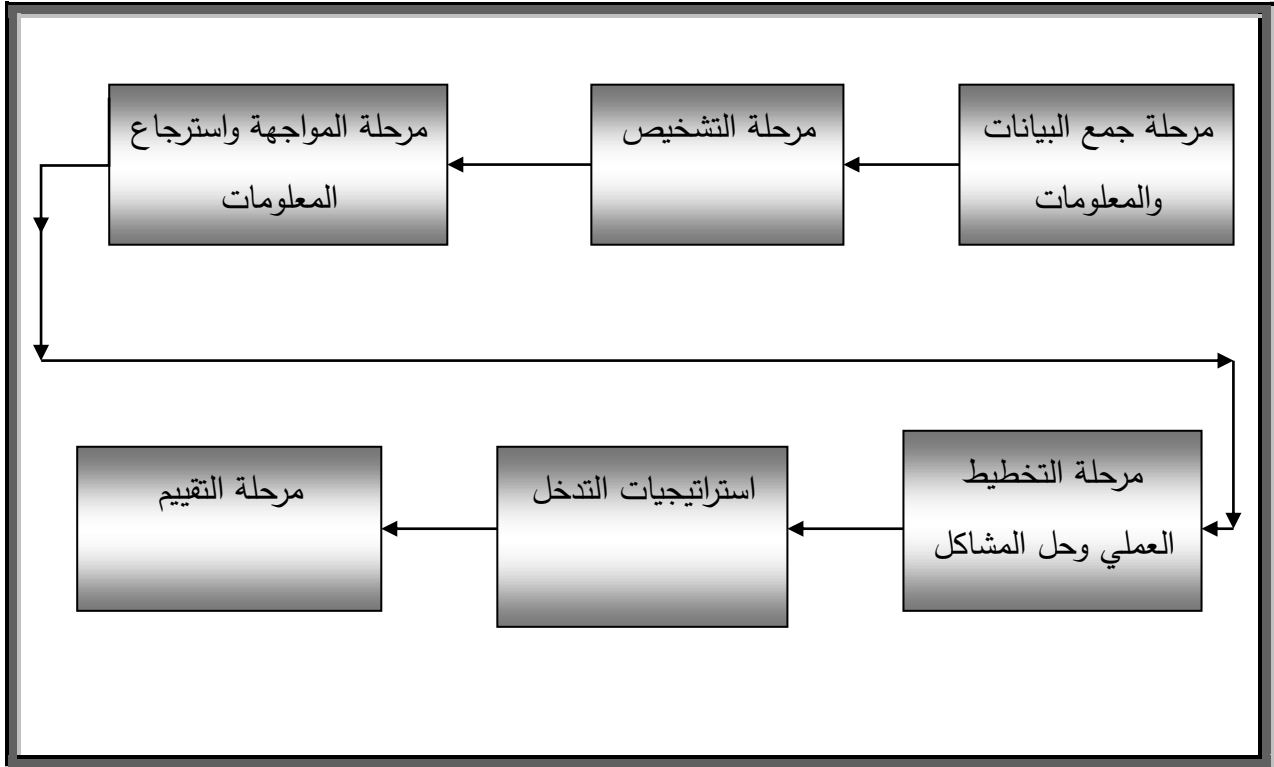 مرحلة جمع البيانات
والمعلومات
مرحلة التشخيص
مرحلة المواجهة واسترجاع
المعلومات
مرحلة التخطيط
العملي وحل المشاكل
استراتيجيات التدخل
مرحلة التقييم